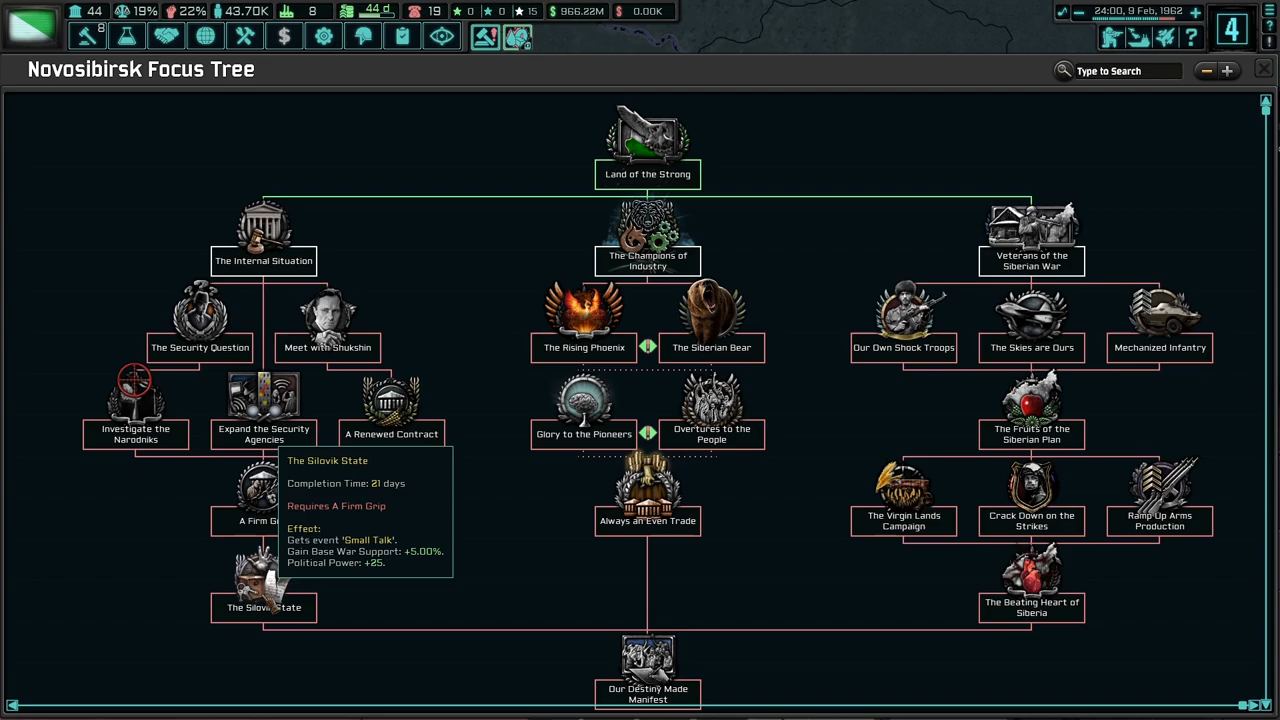 44 19% 22% 43.70K 8 44 d 19 0 0 15 $ 966.22M $ 0.00K
24:00, 9 Feb, 1962
8
4
Novosibirsk Focus Tree
Type to Search
Land of the Strong
The Internal Situation
The Champions of
Industry
Veterans of the
Siberian War
The Security Question
Meet with Shukshin
The Rising Phoenix
The Siberian Bear
Our Own Shock Troops
The Skies are Ours
Mechanized Infantry
Investigate the
Narodniks
Expand the Security
Agencies
A Renewed Contract
Glory to the Pioneers
Overtures to the
People
The Fruits of the
Siberian Plan
The Silovik State
Completion Time: 21 days
Requires A Firm Grip
Effect:
Gets event 'Small Talk'.
Gain Base War Support: +5.00%.
Political Power: +25.
A Firm G
Always an Even Trade
The Virgin Lands
Campaign
Crack Down on the
Strikes
Ramp Up Arms
Production
The Silovik State
The Beating Heart of
Siberia
Our Destiny Made
Manifest